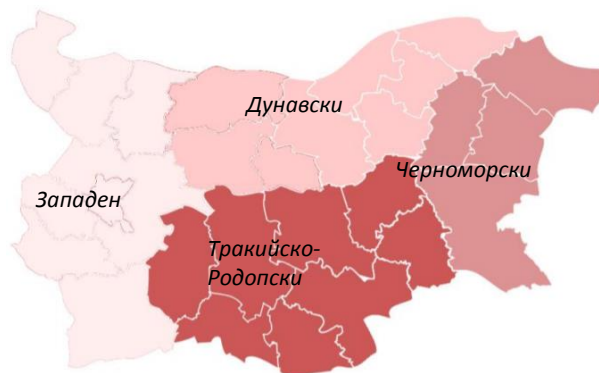 Дунавски
Черноморски
Западен
Тракийско-
Родопски